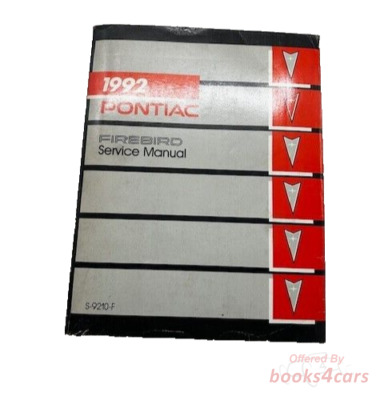 1992
PONTIAC
FIREBIRD
Service Manual
S-9210-F
Offered By
books4cars